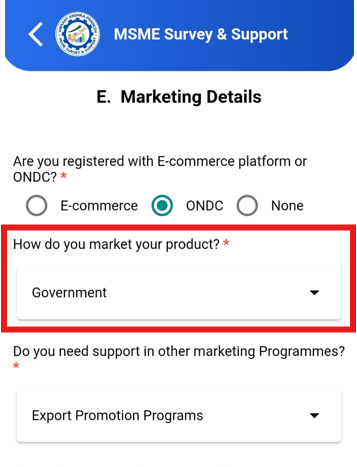 MSME Survey & Support
E. Marketing Details
Are you registered with E-commerce platform or
ONDC? *
E-commerce ONDC None
How do you market your product? *
Government
Do you need support in other marketing Programmes?
*
Export Promotion Programs